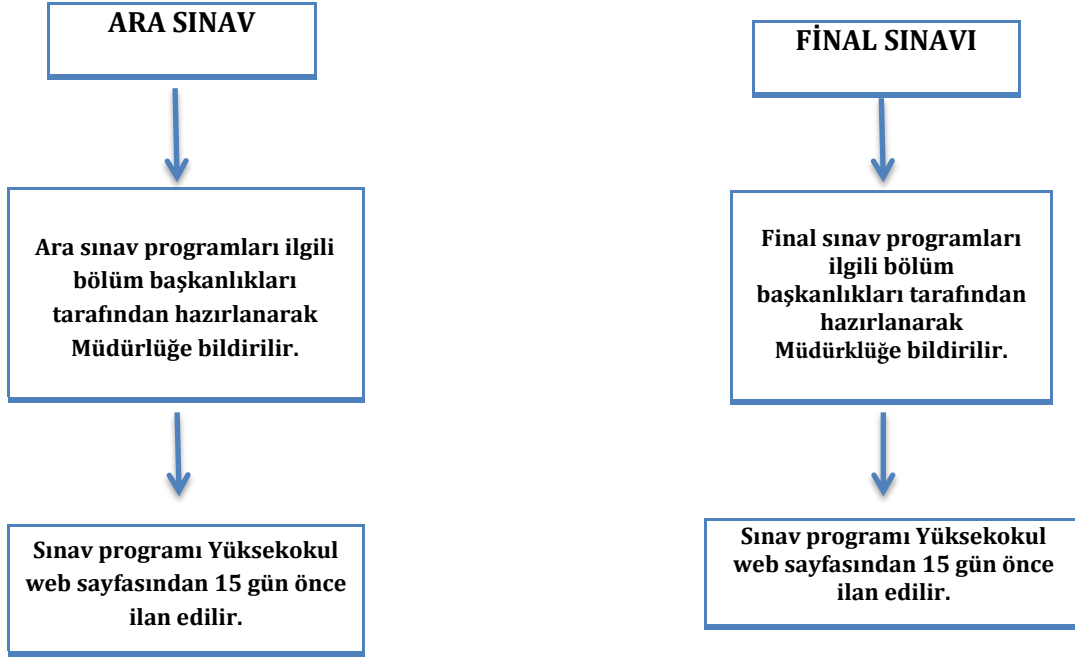 ARA SINAV
Ara sınav programları ilgili
bölüm başkanlıkları
tarafından hazırlanarak
Müdürlüğe bildirilir.
Sınav programı Yüksekokul
web sayfasından 15 gün önce
ilan edilir.
FİNAL SINAVI
Final sınav programları
ilgili bölüm
başkanlıkları tarafından
hazırlanarak
Müdürklüğe bildirilir.
Sınav programı Yüksekokul
web sayfasından 15 gün önce
ilan edilir.